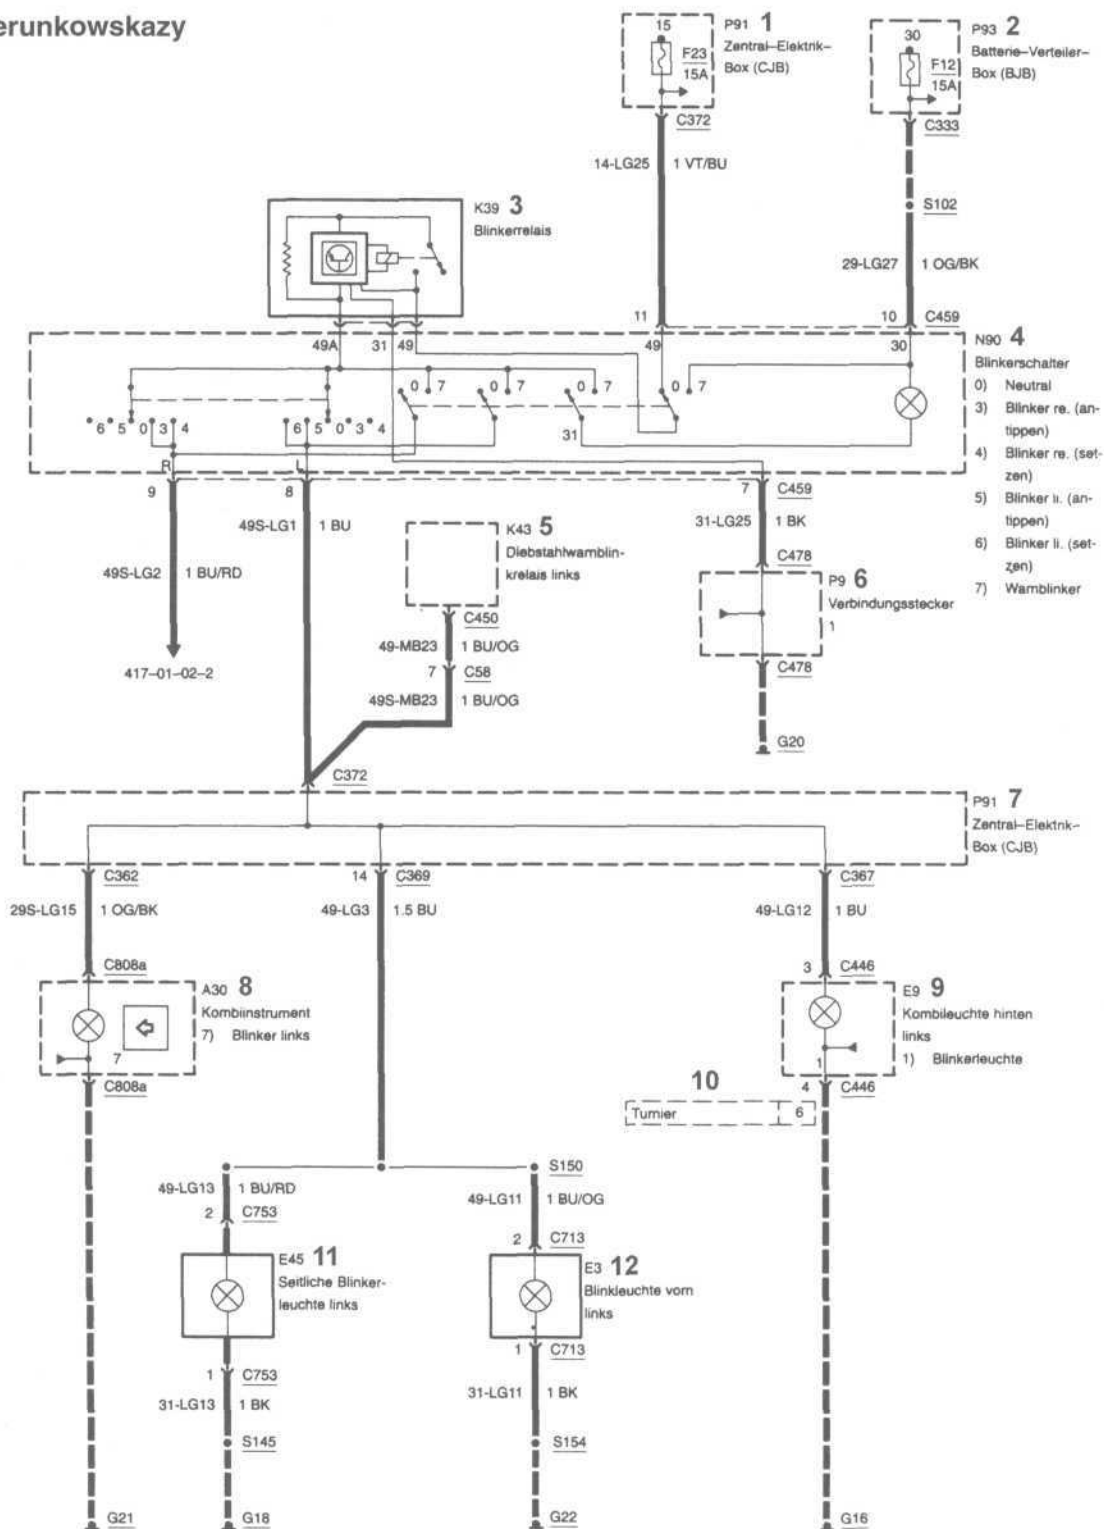 erunkowskazy
15
F23
15A
P91 1
Zentral–Elektrik–
Box (CJB)
C372
30
F12
15A
P93 2
Batterie–Verteiler–
Box (BJB)
C333
14-LG25 1 VT/BU
S102
29-LG27 1 OG/BK
K39 3
Blinkerrelais
11
10 C459
49A 31 49 49 30
N90 4
Blinkerschalter
0) Neutral
3) Blinker re. (an-
tippen)
4) Blinker re. (set-
zen)
5) Blinker li. (an-
tippen)
6) Blinker li. (set-
zen)
7) Warnblinker
0 7 0 7 0 7 0 7
6 5 0 3 4 6 5 0 3 4
31
R L
9 8 7 C459
49S-LG1 1 BU
31-LG25 1 BK
49S-LG2 1 BU/RD
417–01–02–2
K43 5
Diebstahlwarnblin-
krelais links
C450
49-MB23 1 BU/OG
7 C58
49S-MB23 1 BU/OG
C478
P9 6
Verbindungsstecker
1
C478
G20
C372
P91 7
Zentral–Elektrik–
Box (CJB)
C362 14 C369 C367
29S-LG15 1 OG/BK 49-LG3 1.5 BU 49-LG12 1 BU
C808a
A30 8
Kombiinstrument
7) Blinker links
7
C808a
3 C446
E9 9
Kombileuchte hinten
links
1) Blinkerleuchte
1
4 C446
10
Turnier 6
S150
49-LG13 1 BU/RD 49-LG11 1 BU/OG
2 C753 2 C713
E45 11
Seitliche Blinker-
leuchte links
E3 12
Blinkleuchte vorn
links
1 C753 1 C713
31-LG13 1 BK 31-LG11 1 BK
S145 S154
G21 G18 G22 G16